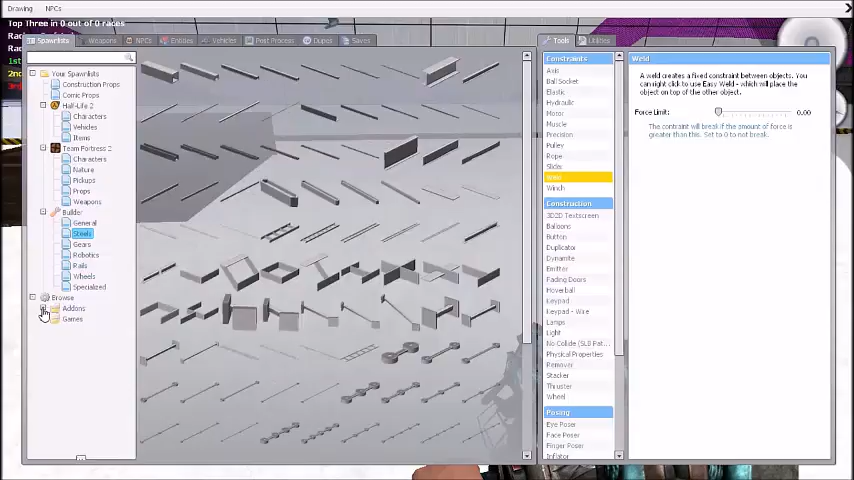 Drawing NPCs
Top Three in 0 out of 0 races
1st
2nd
Spawnlists Weapons NPCs Entities Vehicles Post Process Dupes Saves
Tools Utilities
Your Spawnlists
Construction Props
Comic Props
Half-Life 2
Characters
Vehicles
Items
Team Fortress 2
Characters
Nature
Pickups
Props
Weapons
Builder
General
Steels
Gears
Robotics
Rails
Wheels
Specialized
Browse
Addons
Games
Constraints
Axis
Ball Socket
Elastic
Hydraulic
Motor
Muscle
Precision
Pulley
Rope
Slider
Weld
Winch
Construction
3D2D Textscreen
Balloons
Button
Duplicator
Dynamite
Emitter
Fading Doors
Hoverball
Keypad
Keypad - Wire
Lamps
Light
No Collide (SLB Pat...
Physical Properties
Remover
Stacker
Thruster
Wheel
Posing
Eye Poser
Face Poser
Finger Poser
Inflator
Weld
A weld creates a fixed constraint between objects. You
can right click to use Easy Weld - which will place the
object on top of the other object.
Force Limit: 0.00
The contraint will break if the amount of force is
greater than this. Set to 0 to not break.